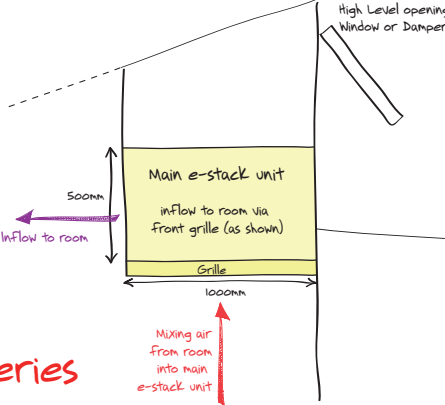 High Level opening
Window or Damper
Main e-stack unit
500mm
inflow to room via
front grille (as shown)
Inflow to room
Grille
1000mm
Mixing air
from room
into main
e-stack unit
eries